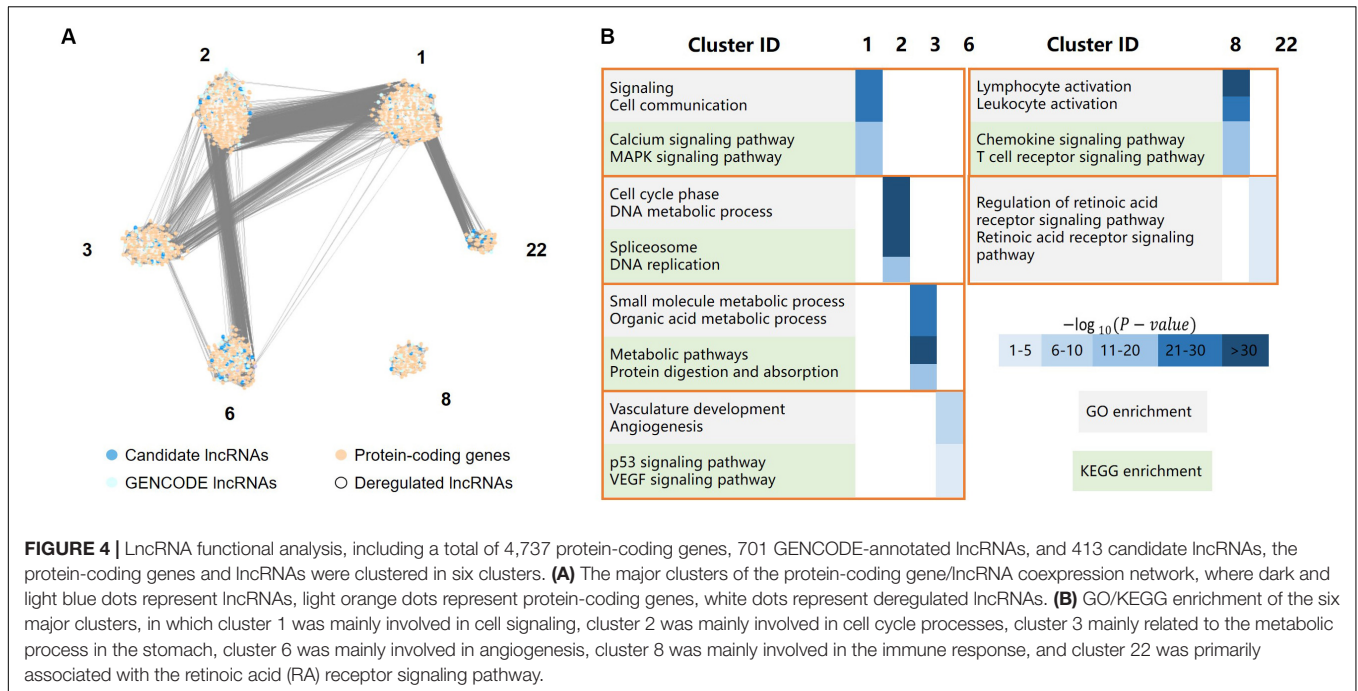 A
2
1
3
22
6
8
Candidate lncRNAs
Protein-coding genes
GENCODE lncRNAs
Deregulated lncRNAs
B
Cluster ID 1 2 3 6
Signaling
Cell communication
Calcium signaling pathway
MAPK signaling pathway
Cell cycle phase
DNA metabolic process
Spliceosome
DNA replication
Small molecule metabolic process
Organic acid metabolic process
Metabolic pathways
Protein digestion and absorption
Vasculature development
Angiogenesis
p53 signaling pathway
VEGF signaling pathway
Cluster ID 8 22
Lymphocyte activation
Leukocyte activation
Chemokine signaling pathway
T cell receptor signaling pathway
Regulation of retinoic acid
receptor signaling pathway
Retinoic acid receptor signaling
pathway
−log 10(P − value)
1-5 6-10 11-20 21-30 >30
GO enrichment
KEGG enrichment
FIGURE 4 | LncRNA functional analysis, including a total of 4,737 protein-coding genes, 701 GENCODE-annotated lncRNAs, and 413 candidate lncRNAs, the
protein-coding genes and lncRNAs were clustered in six clusters. (A) The major clusters of the protein-coding gene/lncRNA coexpression network, where dark and
light blue dots represent lncRNAs, light orange dots represent protein-coding genes, white dots represent deregulated lncRNAs. (B) GO/KEGG enrichment of the six
major clusters, in which cluster 1 was mainly involved in cell signaling, cluster 2 was mainly involved in cell cycle processes, cluster 3 mainly related to the metabolic
process in the stomach, cluster 6 was mainly involved in angiogenesis, cluster 8 was mainly involved in the immune response, and cluster 22 was primarily
associated with the retinoic acid (RA) receptor signaling pathway.